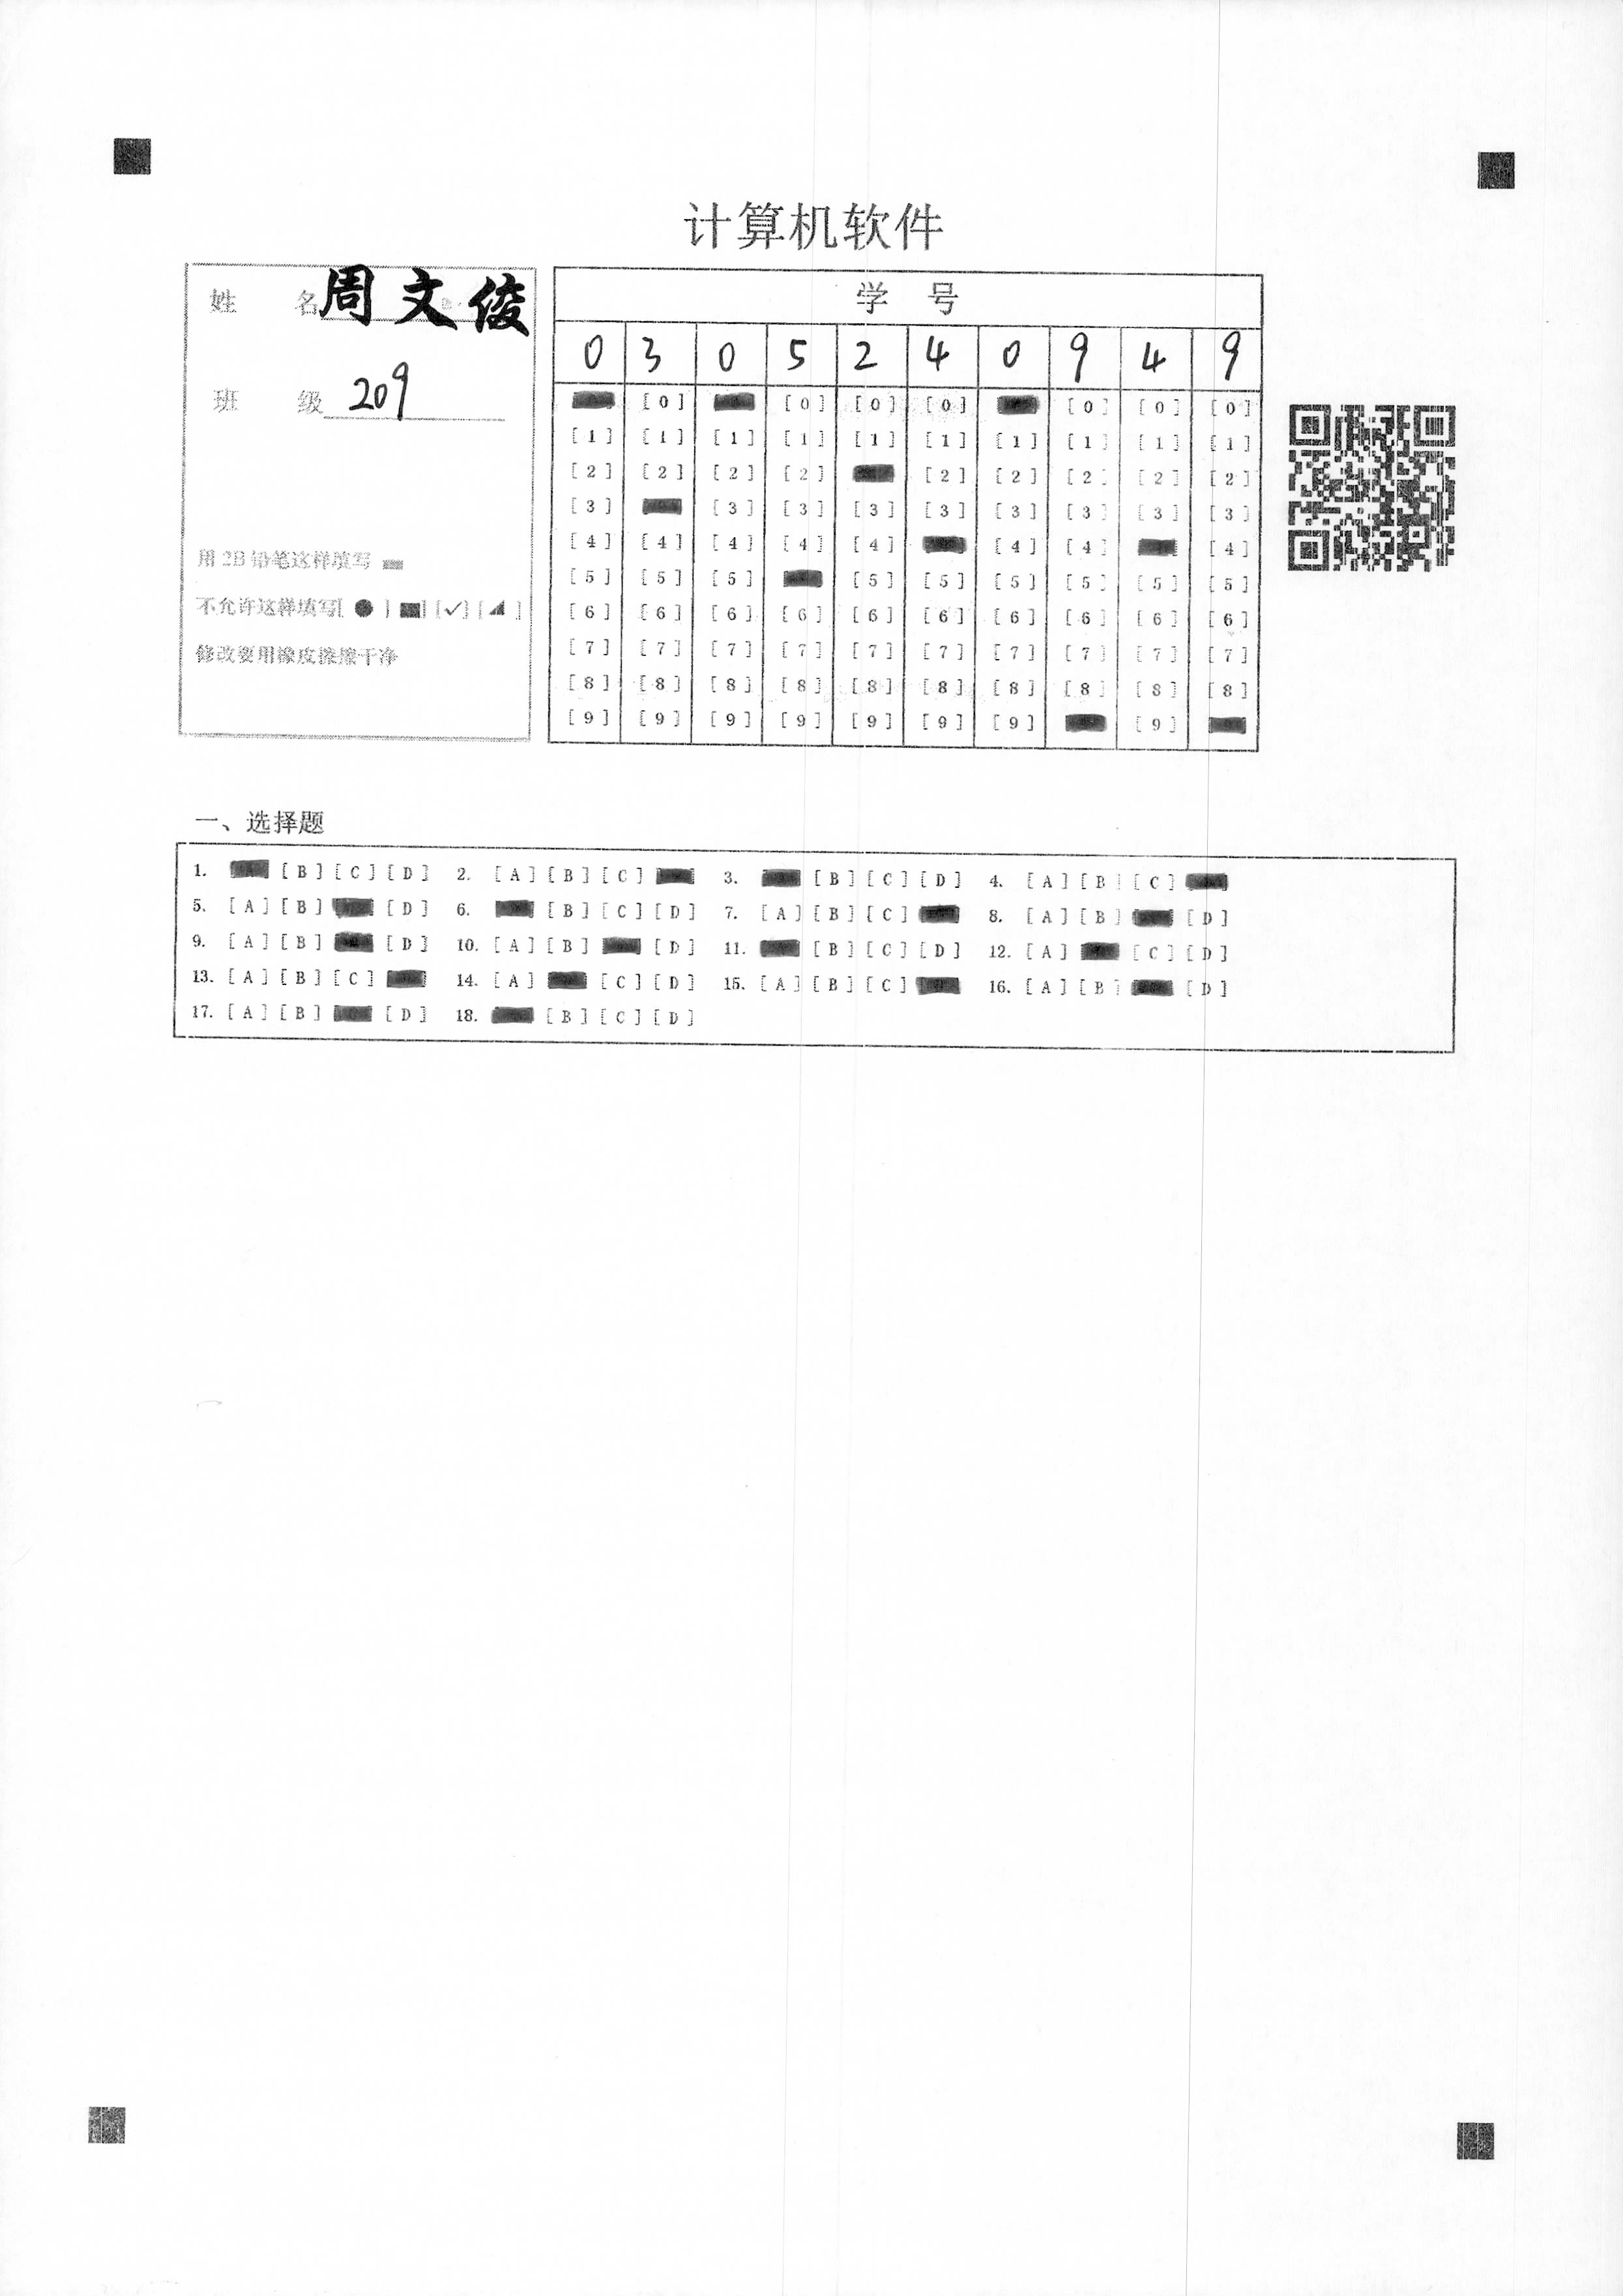 计算机软件
姓 名 周文俊
班 级 209
用 2B 铅笔这样填写
不允许这样填写[ ● ] [■] [✓] [◢ ]
修改要用橡皮擦擦干净
学 号
0 3 0 5 2 4 0 9 4 9
[0] [0] [0] [0] [0] [0] [0]
[1] [1] [1] [1] [1] [1] [1] [1] [1] [1]
[2] [2] [2] [2] [2] [2] [2] [2] [2]
[3] [3] [3] [3] [3] [3] [3] [3] [3]
[4] [4] [4] [4] [4] [4] [4] [4]
[5] [5] [5] [5] [5] [5] [5] [5] [5]
[6] [6] [6] [6] [6] [6] [6] [6] [6] [6]
[7] [7] [7] [7] [7] [7] [7] [7] [7] [7]
[8] [8] [8] [8] [8] [8] [8] [8] [8] [8]
[9] [9] [9] [9] [9] [9] [9] [9]
一、选择题
1. [B] [C] [D] 2. [A] [B] [C] 3. [B] [C] [D] 4. [A] [B] [C]
5. [A] [B] [D] 6. [B] [C] [D] 7. [A] [B] [C] 8. [A] [B] [D]
9. [A] [B] [D] 10. [A] [B] [D] 11. [B] [C] [D] 12. [A] [C] [D]
13. [A] [B] [C] 14. [A] [C] [D] 15. [A] [B] [C] 16. [A] [B] [D]
17. [A] [B] [D] 18. [B] [C] [D]